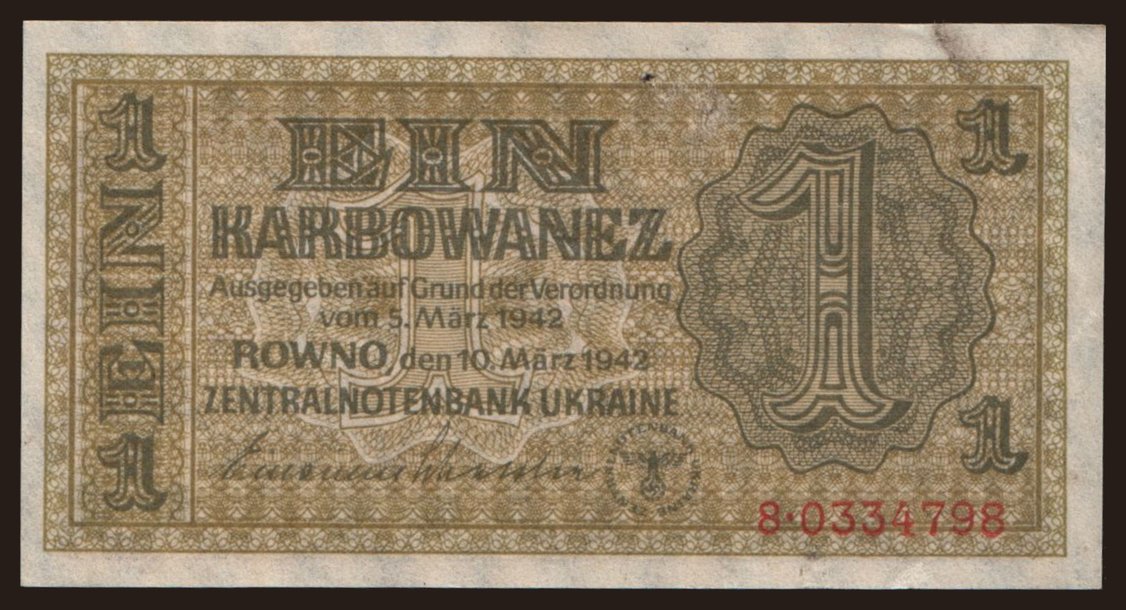 1
EIN
1
EIN
KARBOWANEZ
Ausgegeben auf Grund der Verordnung
vom 5. März 1942
ROWNO den 10. März 1942
ZENTRALNOTENBANK UKRAINE
1
1
1
1
8·0334798